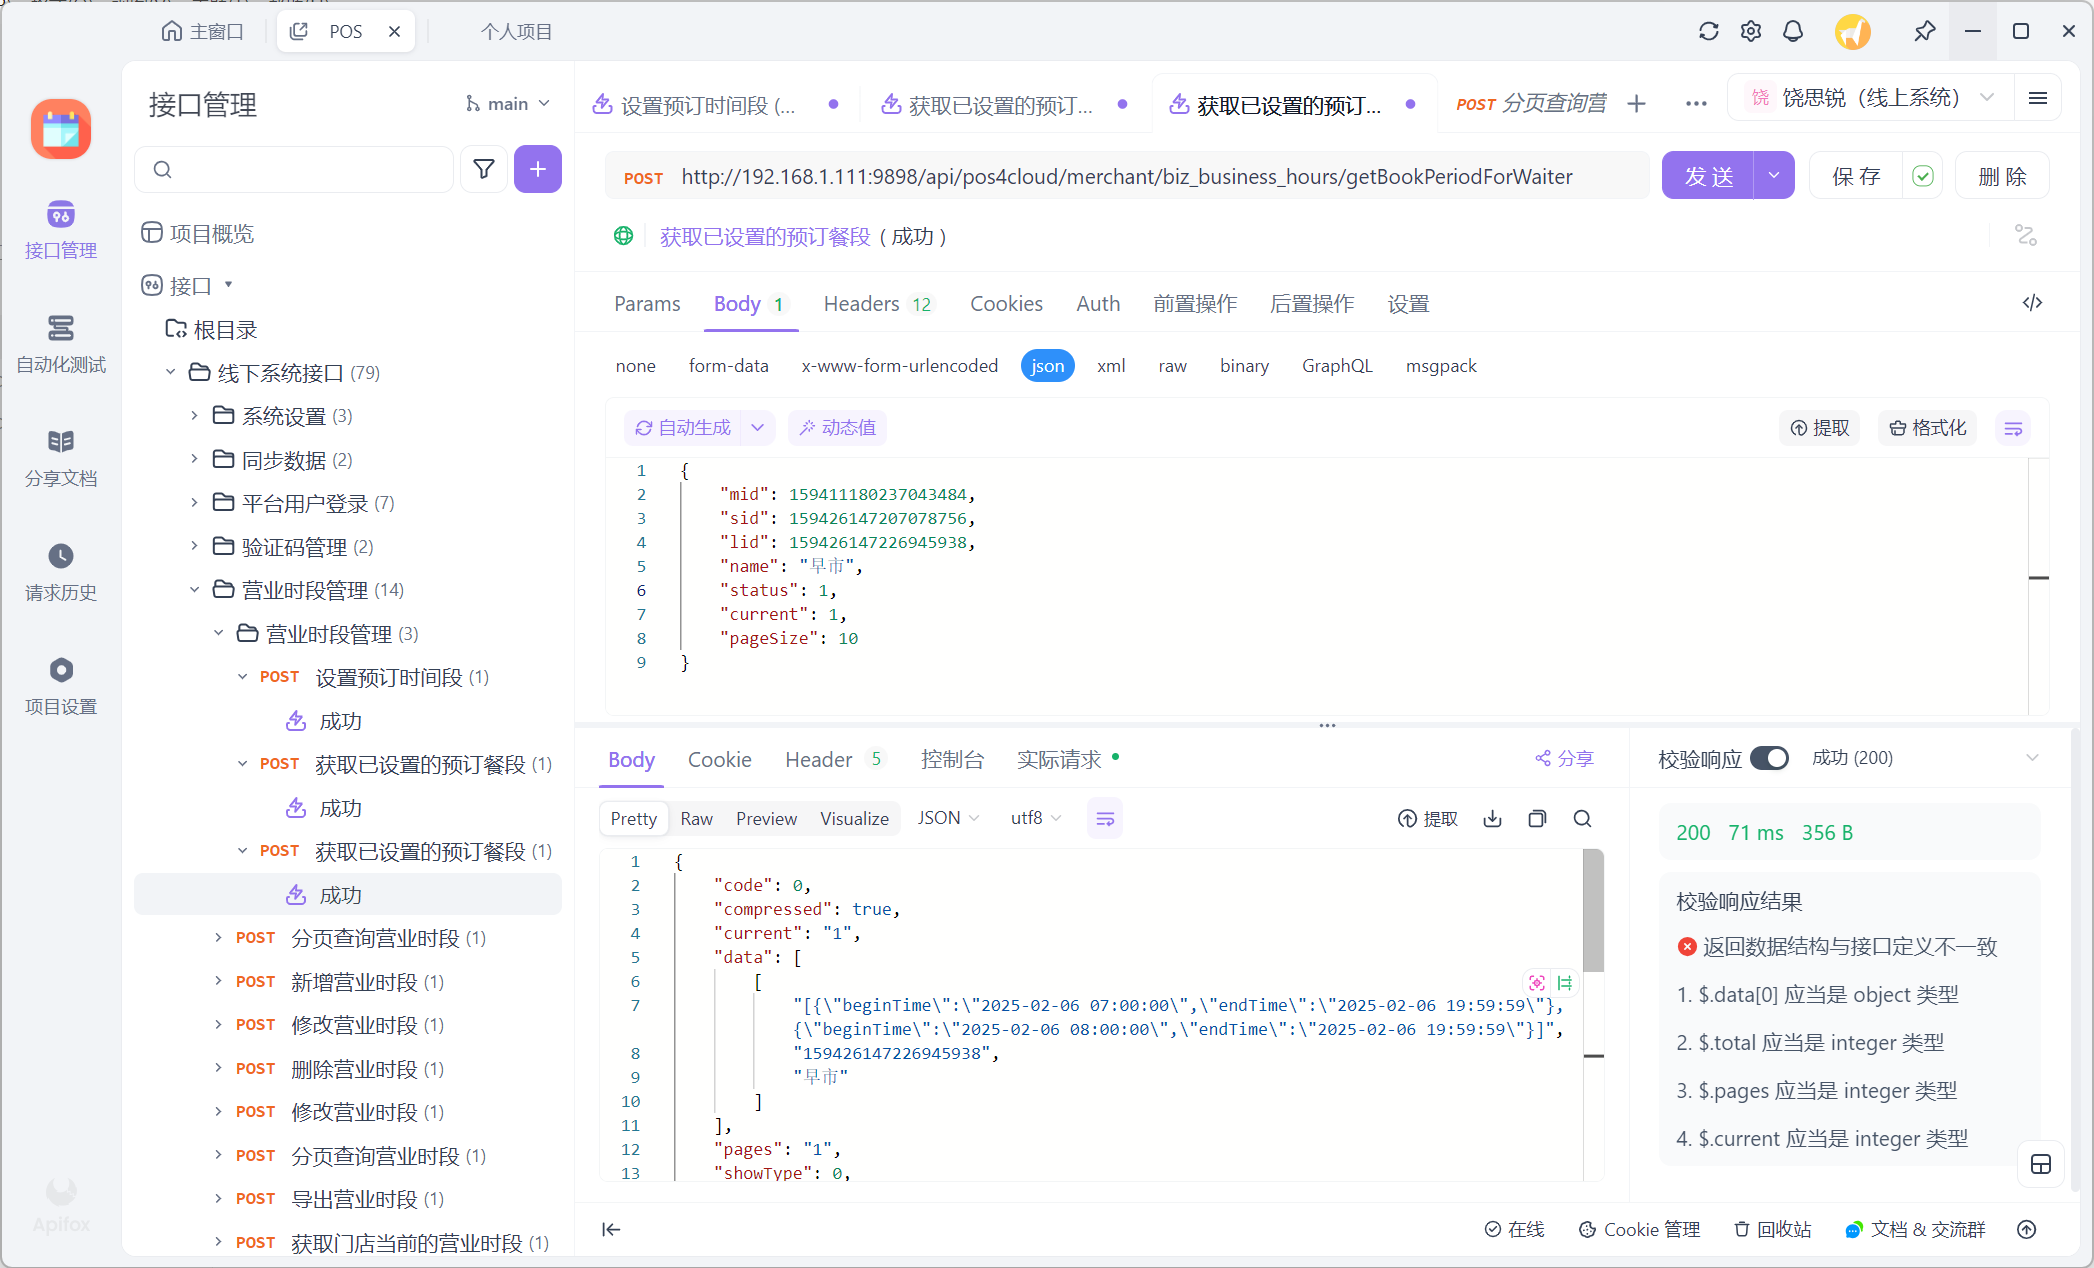 主窗口
POS
个人项目
接口管理
自动化测试
分享文档
请求历史
项目设置
Apifox
接口管理
main
项目概览
接口
根目录
线下系统接口 (79)
系统设置 (3)
同步数据 (2)
平台用户登录 (7)
验证码管理 (2)
营业时段管理 (14)
营业时段管理 (3)
POST 设置预订时间段 (1)
成功
POST 获取已设置的预订餐段 (1)
成功
POST 获取已设置的预订餐段 (1)
成功
POST 分页查询营业时段 (1)
POST 新增营业时段 (1)
POST 修改营业时段 (1)
POST 删除营业时段 (1)
POST 修改营业时段 (1)
POST 分页查询营业时段 (1)
POST 导出营业时段 (1)
POST 获取门店当前的营业时段 (1)
设置预订时间段 (...
获取已设置的预订...
获取已设置的预订...
POST 分页查询营
饶 饶思锐（线上系统）
POST http://192.168.1.111:9898/api/pos4cloud/merchant/biz_business_hours/getBookPeriodForWaiter
发 送
保 存
删 除
获取已设置的预订餐段 ( 成功 )
Params
Body 1
Headers 12
Cookies
Auth
前置操作
后置操作
设置
none
form-data
x-www-form-urlencoded
json
xml
raw
binary
GraphQL
msgpack
自动生成
动态值
提取
格式化
1 {
2 "mid": 159411180237043484,
3 "sid": 159426147207078756,
4 "lid": 159426147226945938,
5 "name": "早市",
6 "status": 1,
7 "current": 1,
8 "pageSize": 10
9 }
Body
Cookie
Header 5
控制台
实际请求
分享
Pretty
Raw
Preview
Visualize
JSON
utf8
提取
1 {
2 "code": 0,
3 "compressed": true,
4 "current": "1",
5 "data": [
6 [
7 "[{\"beginTime\":\"2025-02-06 07:00:00\",\"endTime\":\"2025-02-06 19:59:59\"},
{\"beginTime\":\"2025-02-06 08:00:00\",\"endTime\":\"2025-02-06 19:59:59\"}]",
8 "159426147226945938",
9 "早市"
10 ]
11 ],
12 "pages": "1",
13 "showType": 0,
校验响应
成功 (200)
200 71 ms 356 B
校验响应结果
返回数据结构与接口定义不一致
1. $.data[0] 应当是 object 类型
2. $.total 应当是 integer 类型
3. $.pages 应当是 integer 类型
4. $.current 应当是 integer 类型
在线
Cookie 管理
回收站
文档 & 交流群